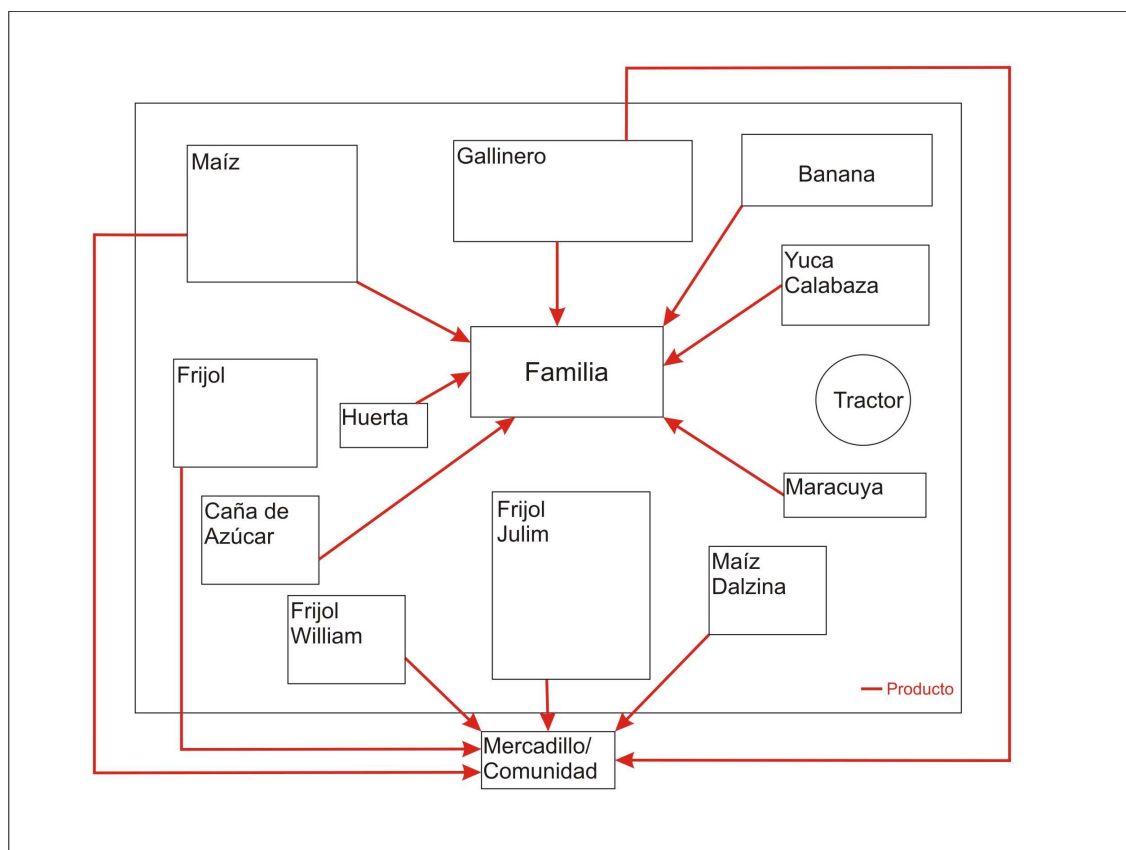 Maíz
Gallinero
Banana
Yuca
Calabaza
Familia
Frijol
Huerta
Tractor
Maracuya
Caña de
Azúcar
Frijol
Julim
Maíz
Dalzina
Frijol
William
Producto
Mercadillo/
Comunidad